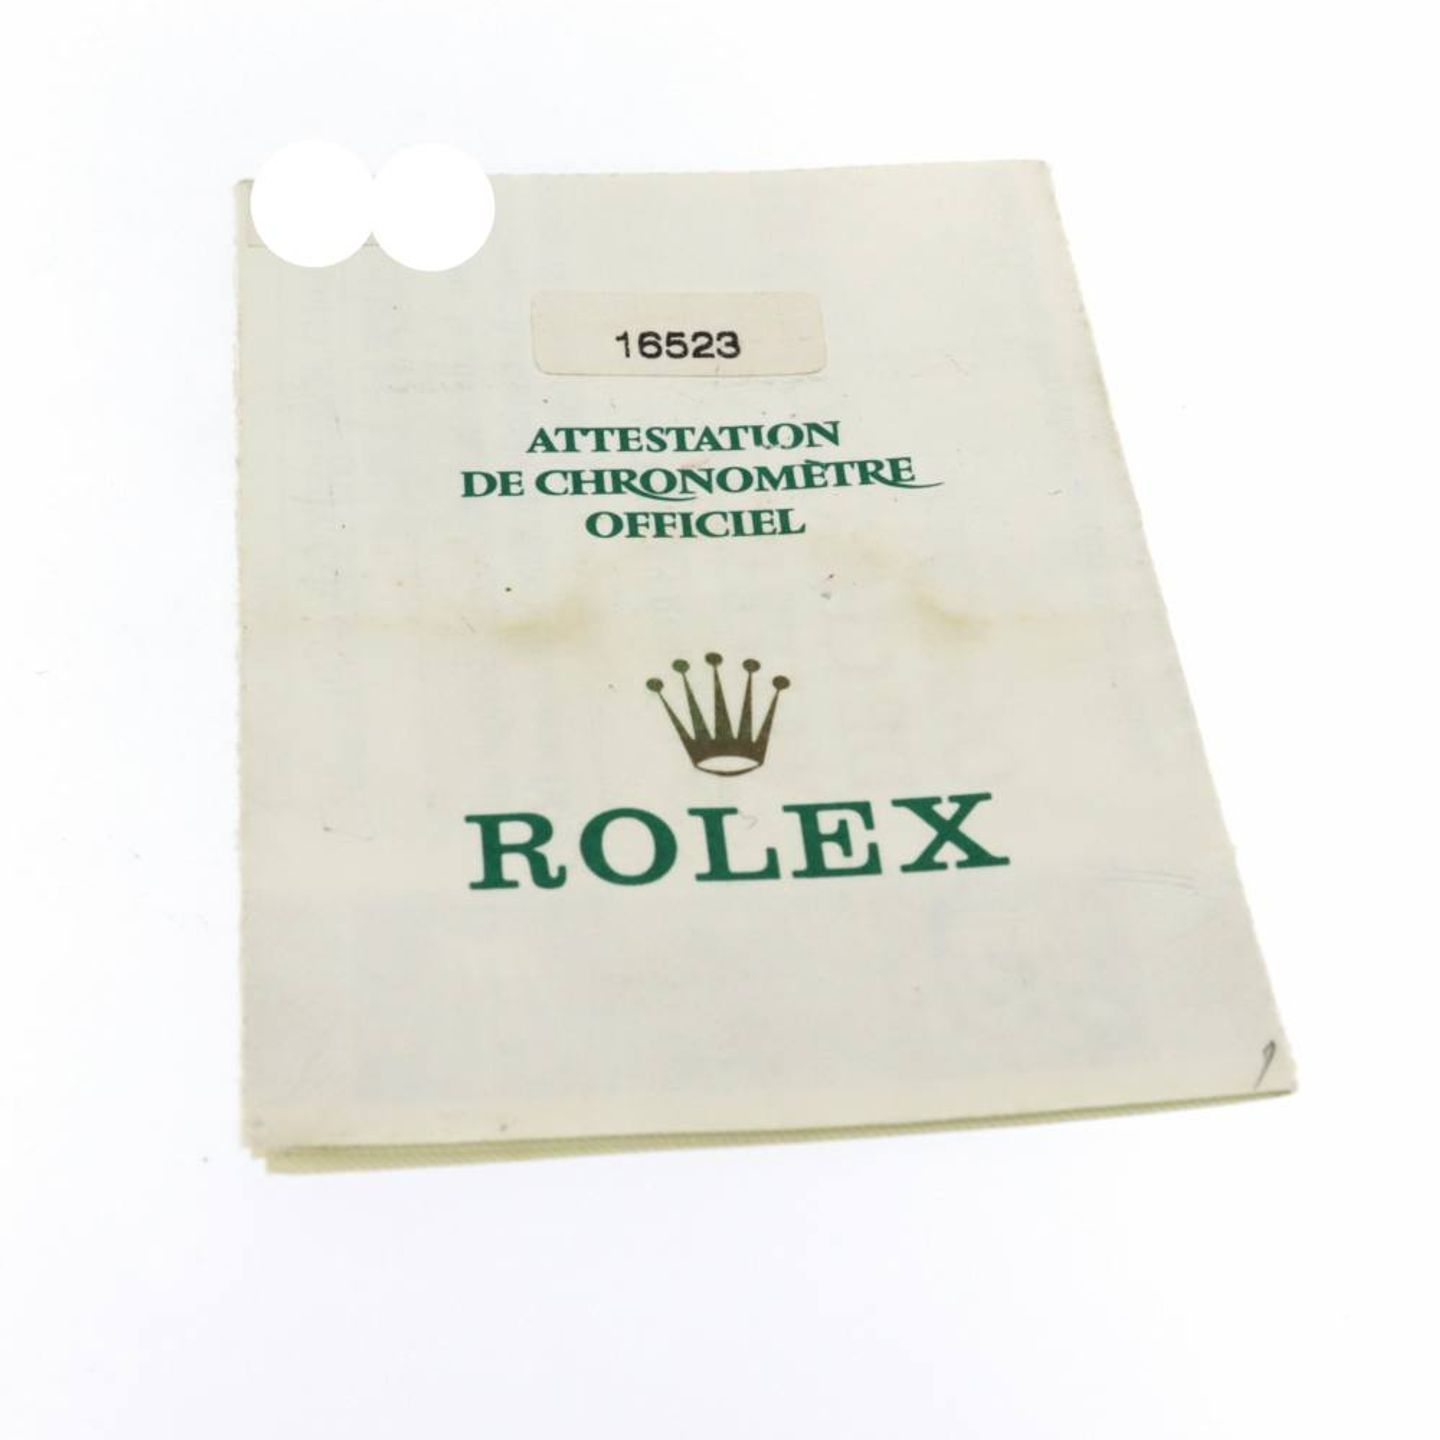 16523
ATTESTATION
DE CHRONOMÈTRE
OFFICIEL
ROLEX